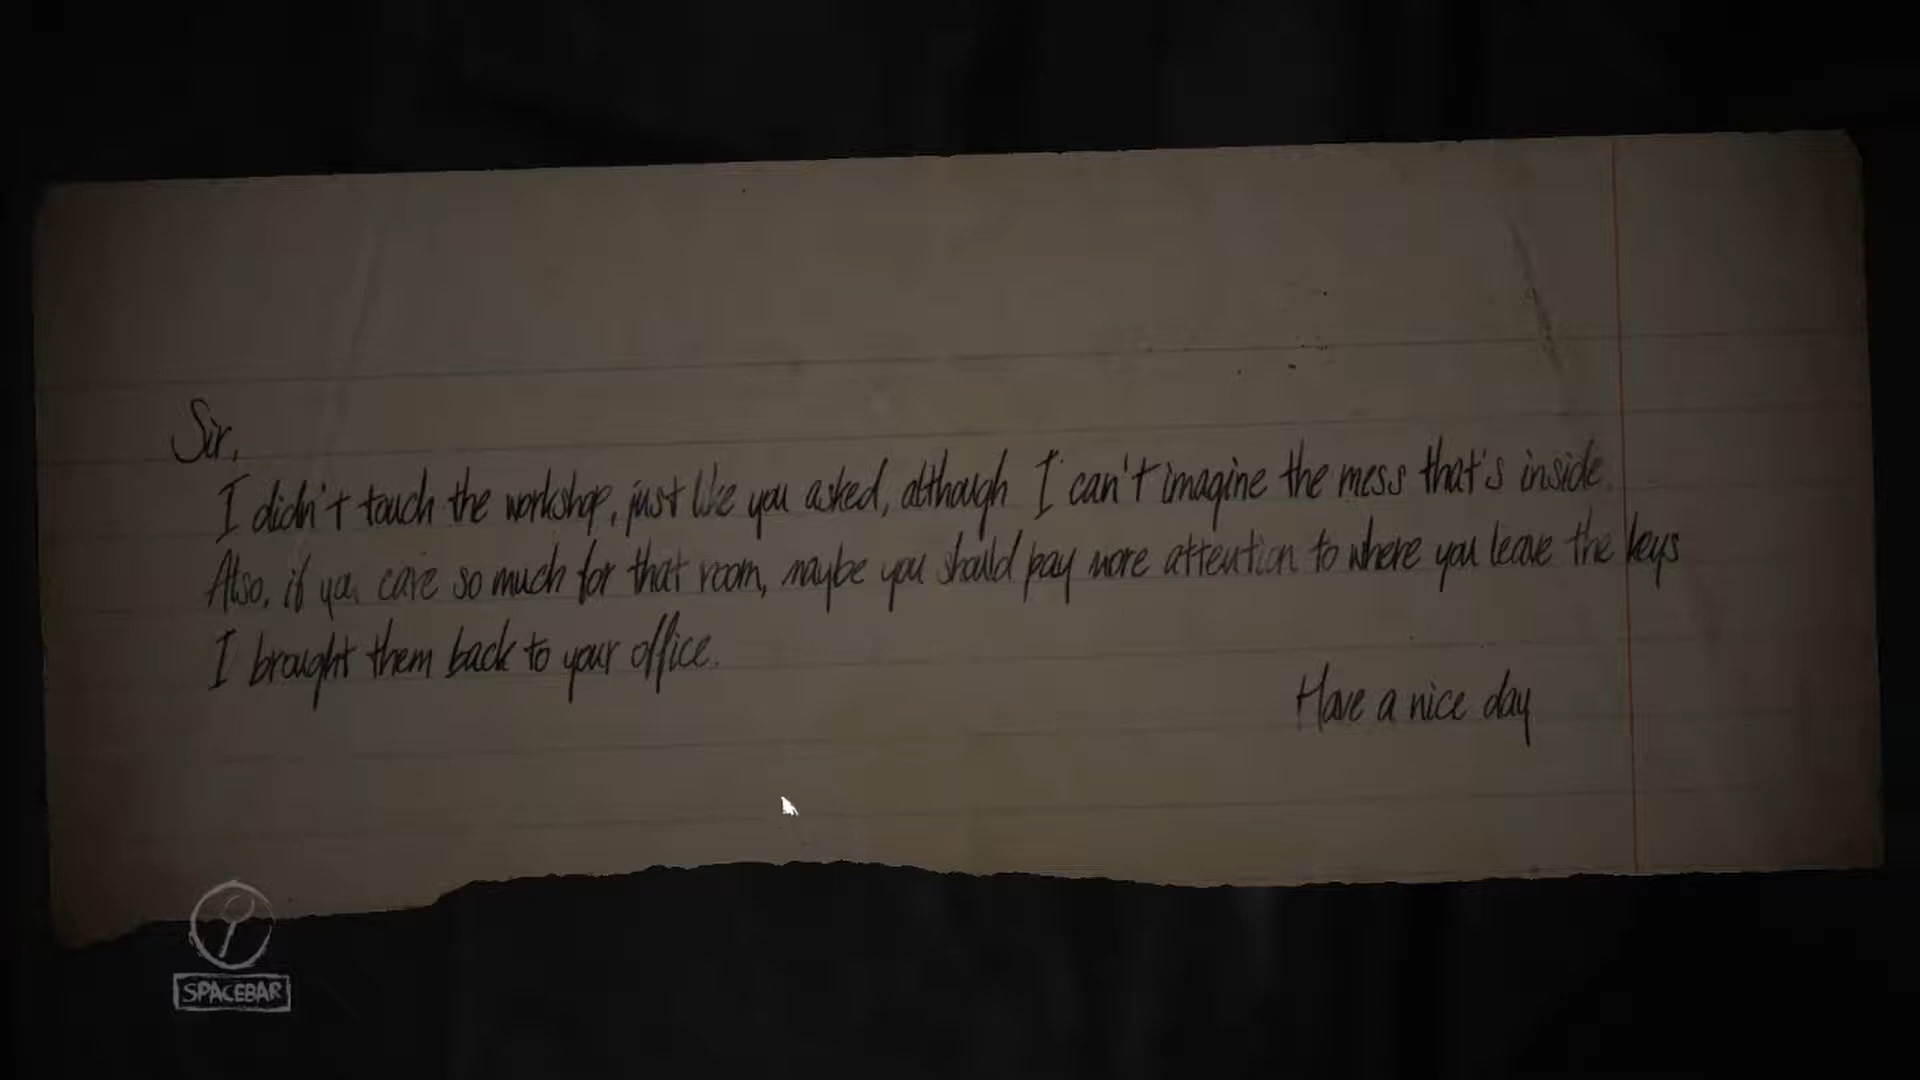 Sir,
I didn't touch the workshop, just like you asked, although I can't imagine the mess that's inside.
Also, if you care so much for that room, maybe you should pay more attention to where you leave the keys
I brought them back to your office.
Have a nice day
SPACEBAR